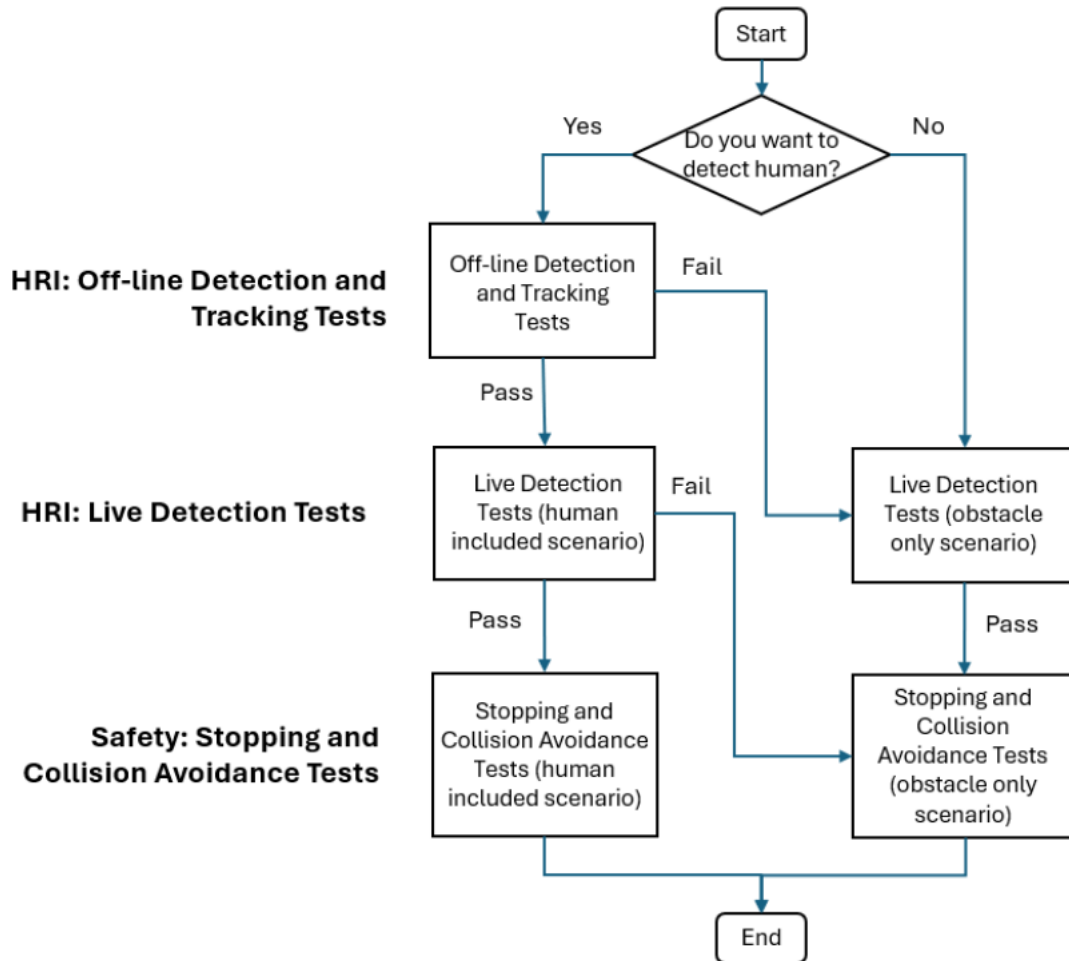 Start
Yes
Do you want to
detect human?
No
HRI: Off-line Detection and
Tracking Tests
Off-line Detection
and Tracking
Tests
Fail
Pass
HRI: Live Detection Tests
Live Detection
Tests (human
included scenario)
Fail
Live Detection
Tests (obstacle
only scenario)
Pass
Pass
Safety: Stopping and
Collision Avoidance Tests
Stopping and
Collision Avoidance
Tests (human
included scenario)
Stopping and
Collision
Avoidance Tests
(obstacle only
scenario)
End